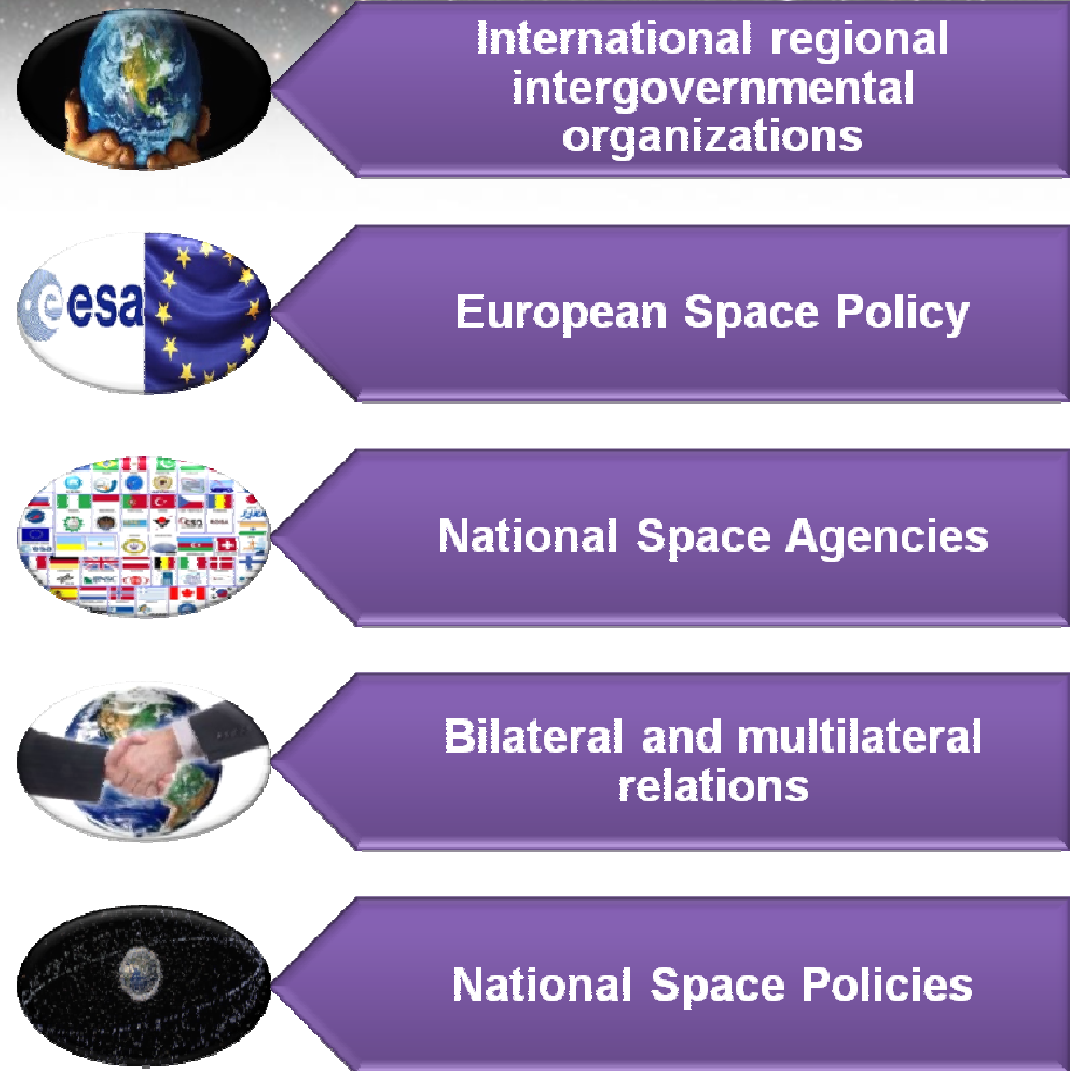 International regional
intergovernmental
organizations
esa
European Space Policy
National Space Agencies
Bilateral and multilateral
relations
National Space Policies